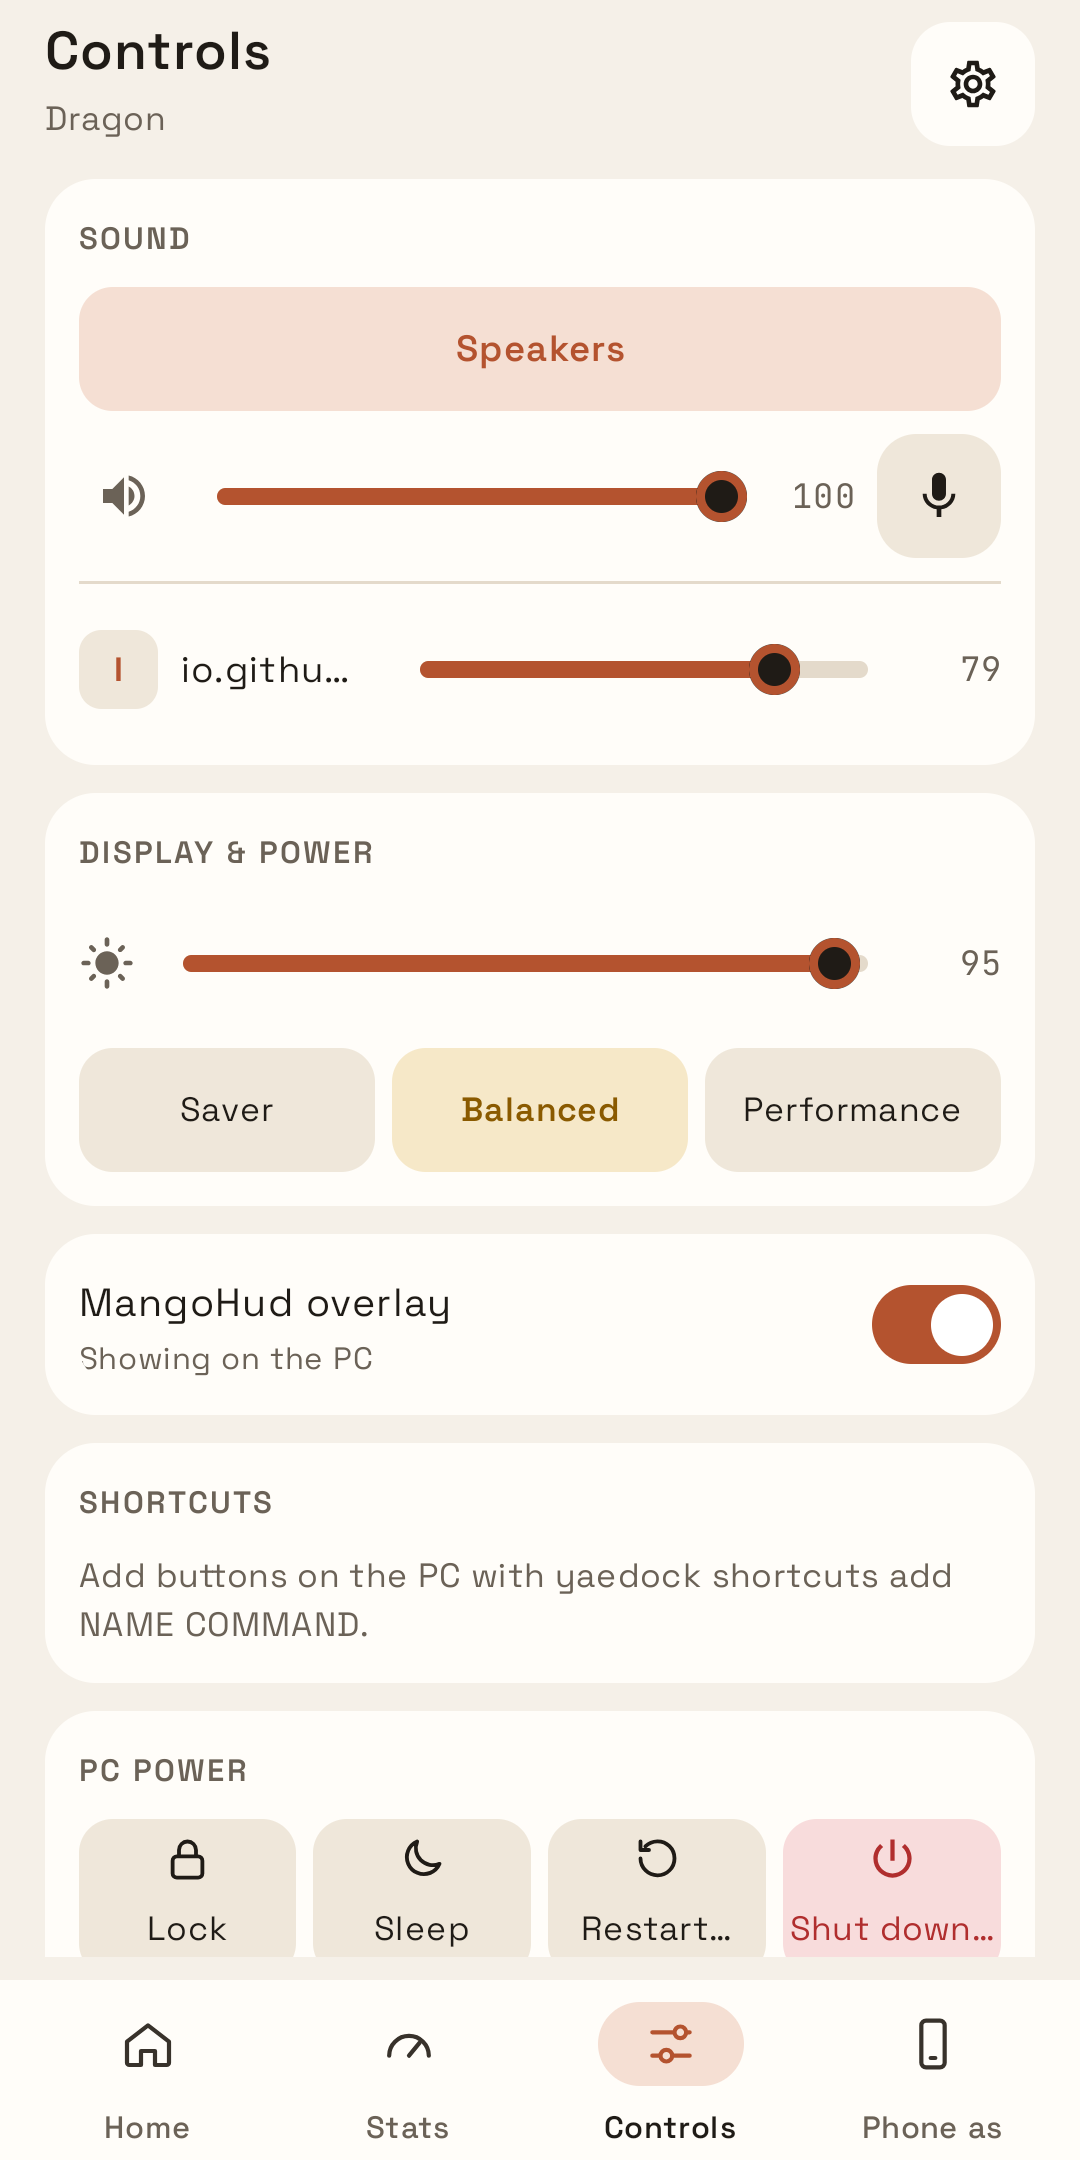 Controls
Dragon
SOUND
Speakers
100
I
io.githu...
79
DISPLAY & POWER
95
Saver
Balanced
Performance
MangoHud overlay
Showing on the PC
SHORTCUTS
Add buttons on the PC with yaedock shortcuts add
NAME COMMAND.
PC POWER
Lock
Sleep
Restart...
Shut down...
Home
Stats
Controls
Phone as